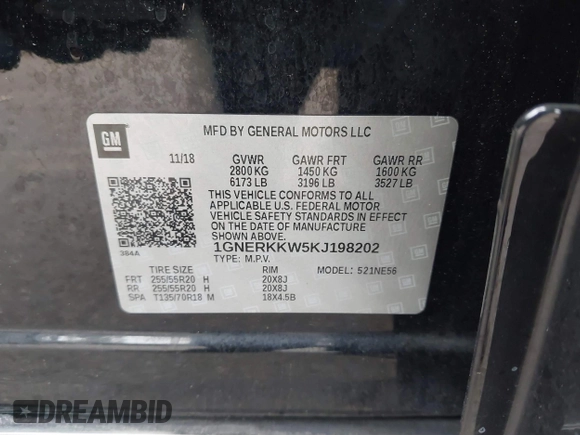 GM
MFD BY GENERAL MOTORS LLC
11/18 GVWR GAWR FRT GAWR RR
2800 KG 1450 KG 1600 KG
6173 LB 3196 LB 3527 LB
THIS VEHICLE CONFORMS TO ALL
APPLICABLE U.S. FEDERAL MOTOR
VEHICLE SAFETY STANDARDS IN EFFECT
ON THE DATE OF MANUFACTURE
SHOWN ABOVE.
384A 1GNERKKW5KJ198202
TYPE: M.P.V.
TIRE SIZE RIM MODEL: 521NE56
FRT 255/55R20 H 20X8J
RR 255/55R20 H 20X8J
SPA T135/70R18 M 18X4.5B
DREAMBID